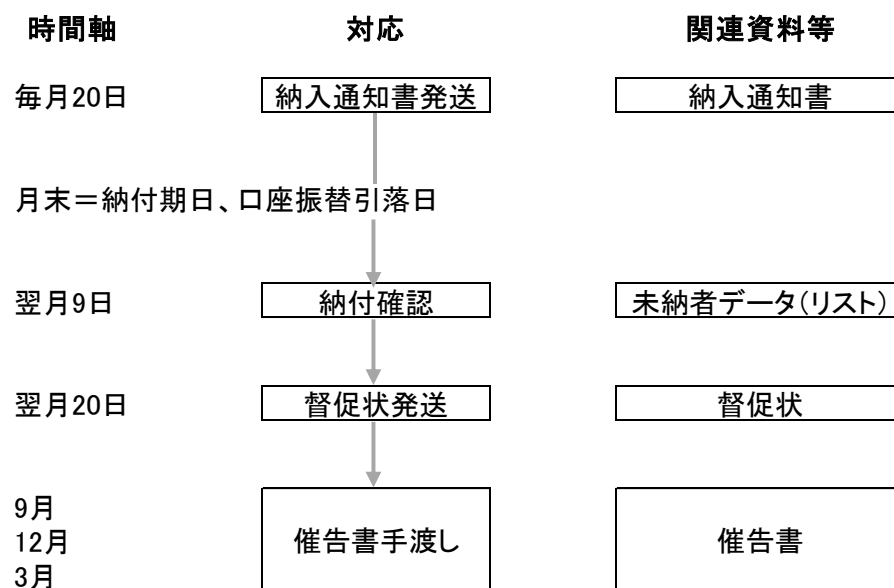 時間軸 対応 関連資料等
毎月20日 納入通知書発送 納入通知書
月末＝納付期日、口座振替引落日
翌月9日 納付確認 未納者データ(リスト)
翌月20日 督促状発送 督促状
9月
12月 催告書手渡し 催告書
3月